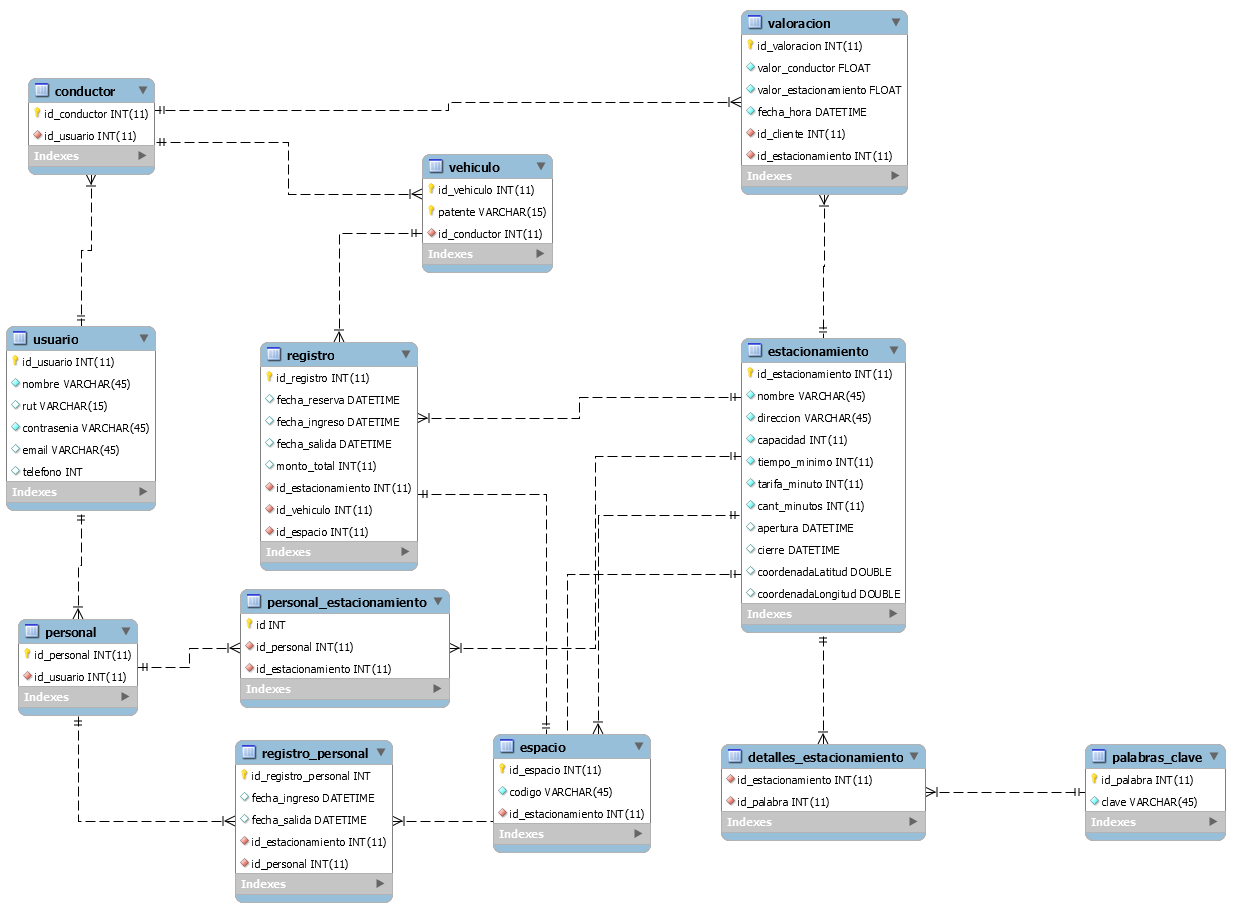 valoracion
id_valoracion INT(11)
valor_conductor FLOAT
valor_estacionamiento FLOAT
fecha_hora DATETIME
id_cliente INT(11)
id_estacionamiento INT(11)
Indexes
conductor
id_conductor INT(11)
id_usuario INT(11)
Indexes
vehiculo
id_vehiculo INT(11)
patente VARCHAR(15)
id_conductor INT(11)
Indexes
usuario
id_usuario INT(11)
nombre VARCHAR(45)
rut VARCHAR(15)
contrasenia VARCHAR(45)
email VARCHAR(45)
telefono INT
Indexes
registro
id_registro INT(11)
fecha_reserva DATETIME
fecha_ingreso DATETIME
fecha_salida DATETIME
monto_total INT(11)
id_estacionamiento INT(11)
id_vehiculo INT(11)
id_espacio INT(11)
Indexes
estacionamiento
id_estacionamiento INT(11)
nombre VARCHAR(45)
direccion VARCHAR(45)
capacidad INT(11)
tiempo_minimo INT(11)
tarifa_minuto INT(11)
cant_minutos INT(11)
apertura DATETIME
cierre DATETIME
coordenadaLatitud DOUBLE
coordenadaLongitud DOUBLE
Indexes
personal
id_personal INT(11)
id_usuario INT(11)
Indexes
personal_estacionamiento
id INT
id_personal INT(11)
id_estacionamiento INT(11)
Indexes
registro_personal
id_registro_personal INT
fecha_ingreso DATETIME
fecha_salida DATETIME
id_estacionamiento INT(11)
id_personal INT(11)
Indexes
espacio
id_espacio INT(11)
codigo VARCHAR(45)
id_estacionamiento INT(11)
Indexes
detalles_estacionamiento
id_estacionamiento INT(11)
id_palabra INT(11)
Indexes
palabras_clave
id_palabra INT(11)
clave VARCHAR(45)
Indexes